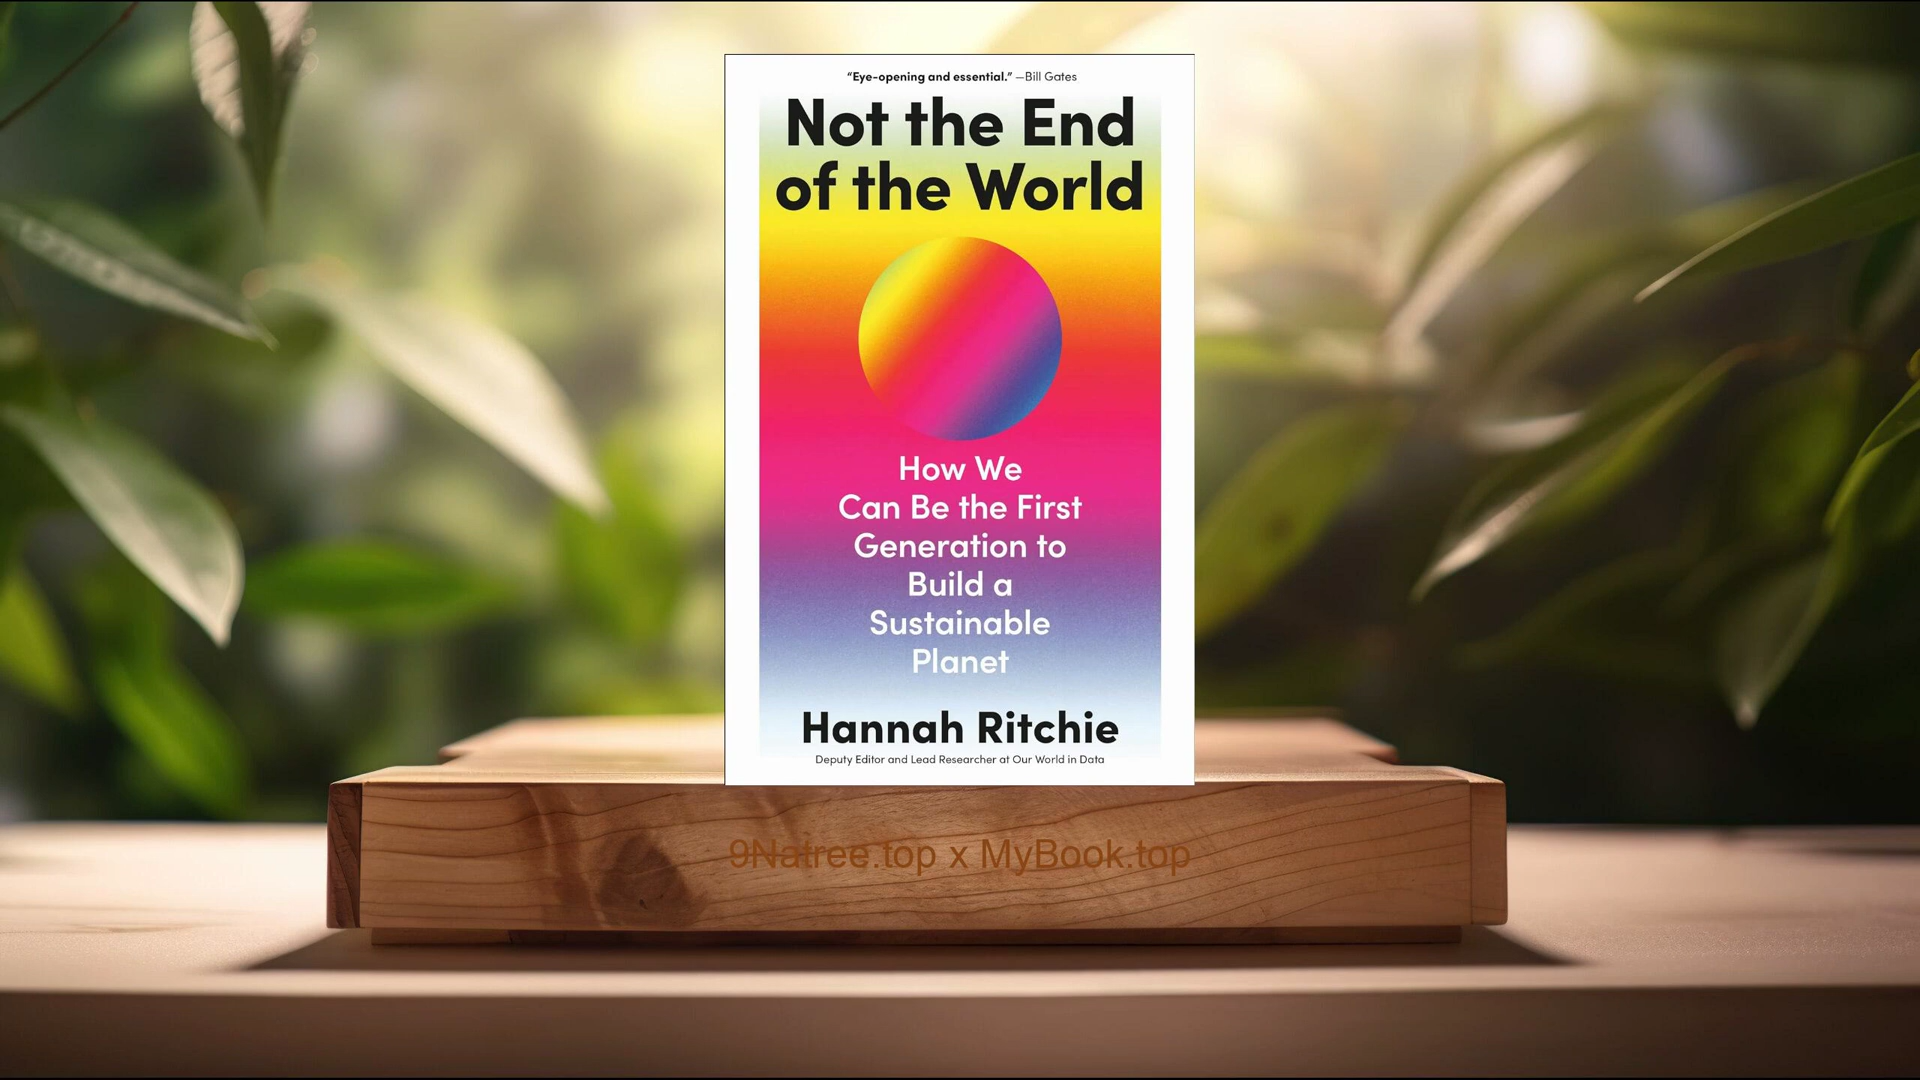 “Eye-opening and essential.” —Bill Gates
Not the End
of the World
How We
Can Be the First
Generation to
Build a
Sustainable
Planet
Hannah Ritchie
Deputy Editor and Lead Researcher at Our World in Data
9Natree.top x MyBook.top